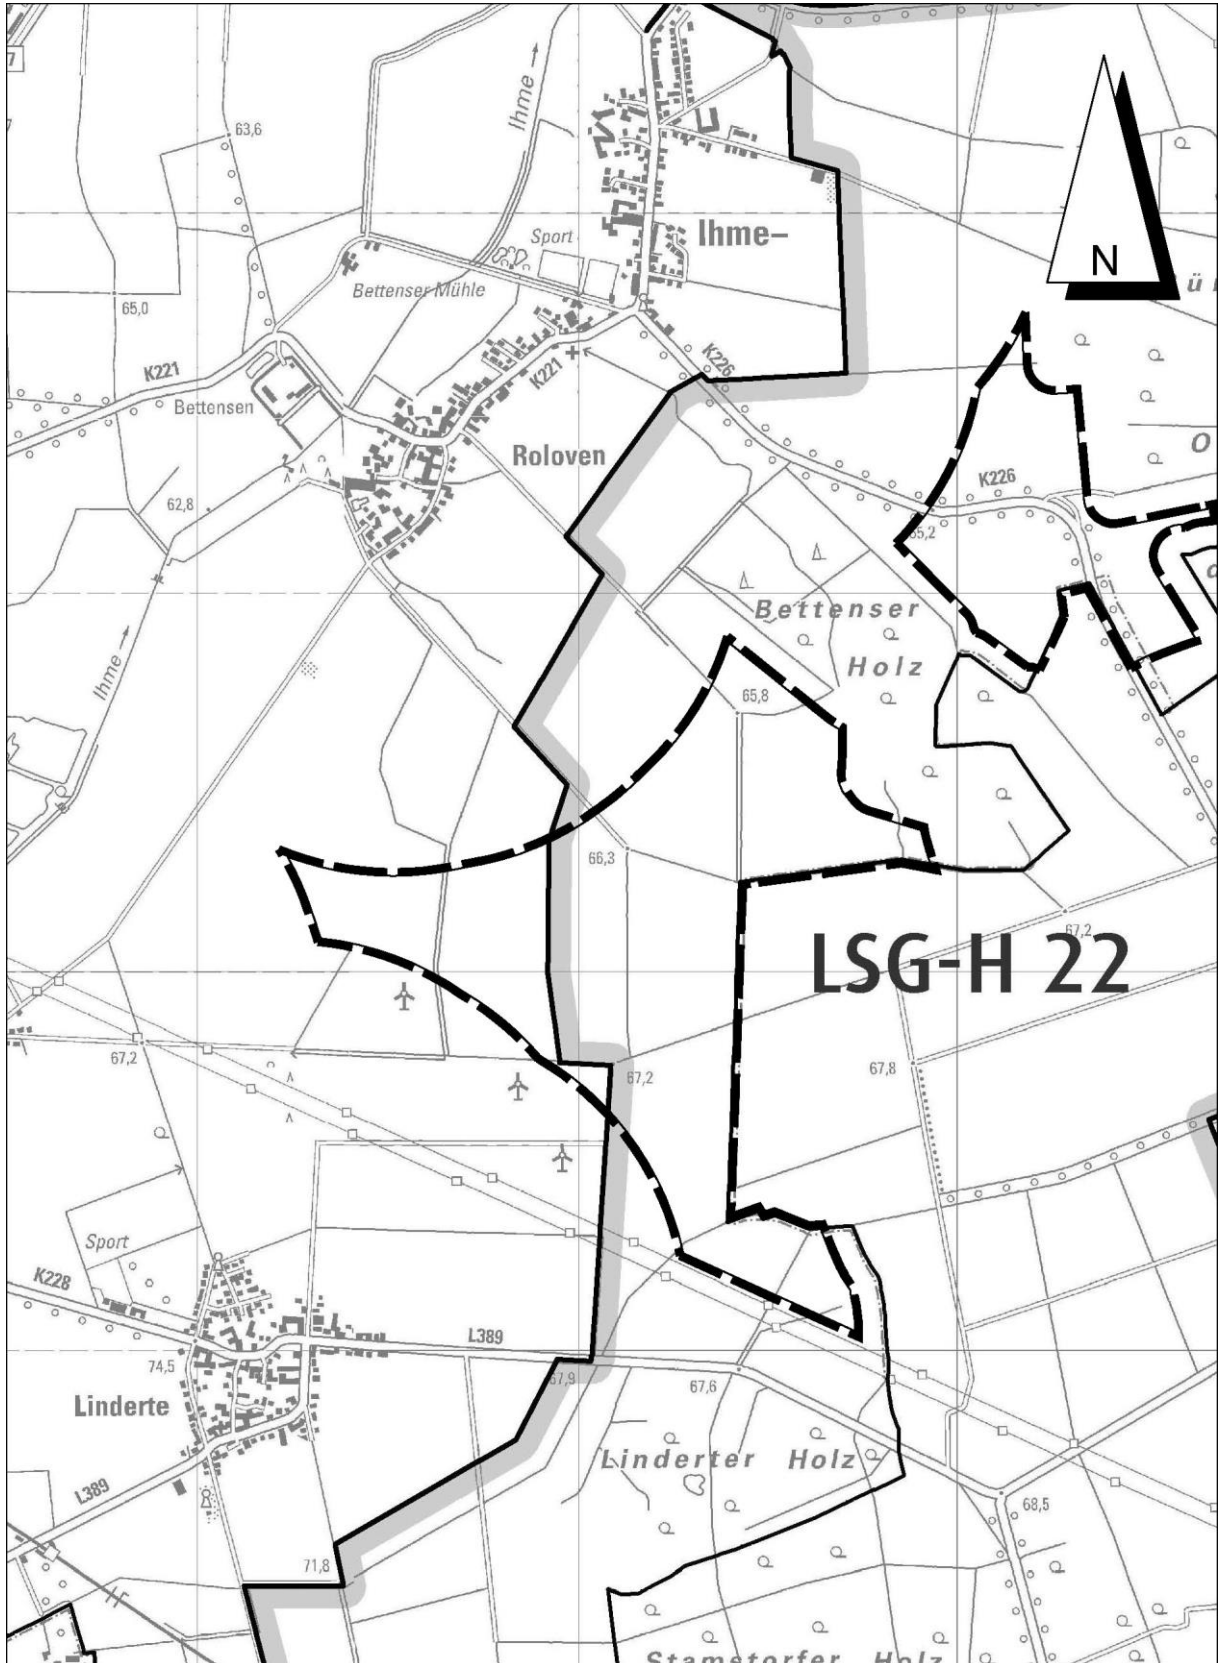 7
Ihme →
63,6
Ihme–
Sport
N
Bettenser Mühle
65,0
K221
K221
K226
Bettensen
Roloven
K226
O
62,8
65,2
Bettenser
Holz
Ihme →
65,8
66,3
67,2
LSG-H 22
67,2
67,2
67,8
Sport
K228
L389
74,5
67,9
67,6
Linderte
Linderter Holz
L389
68,5
71,8
Stamstorfer Holz